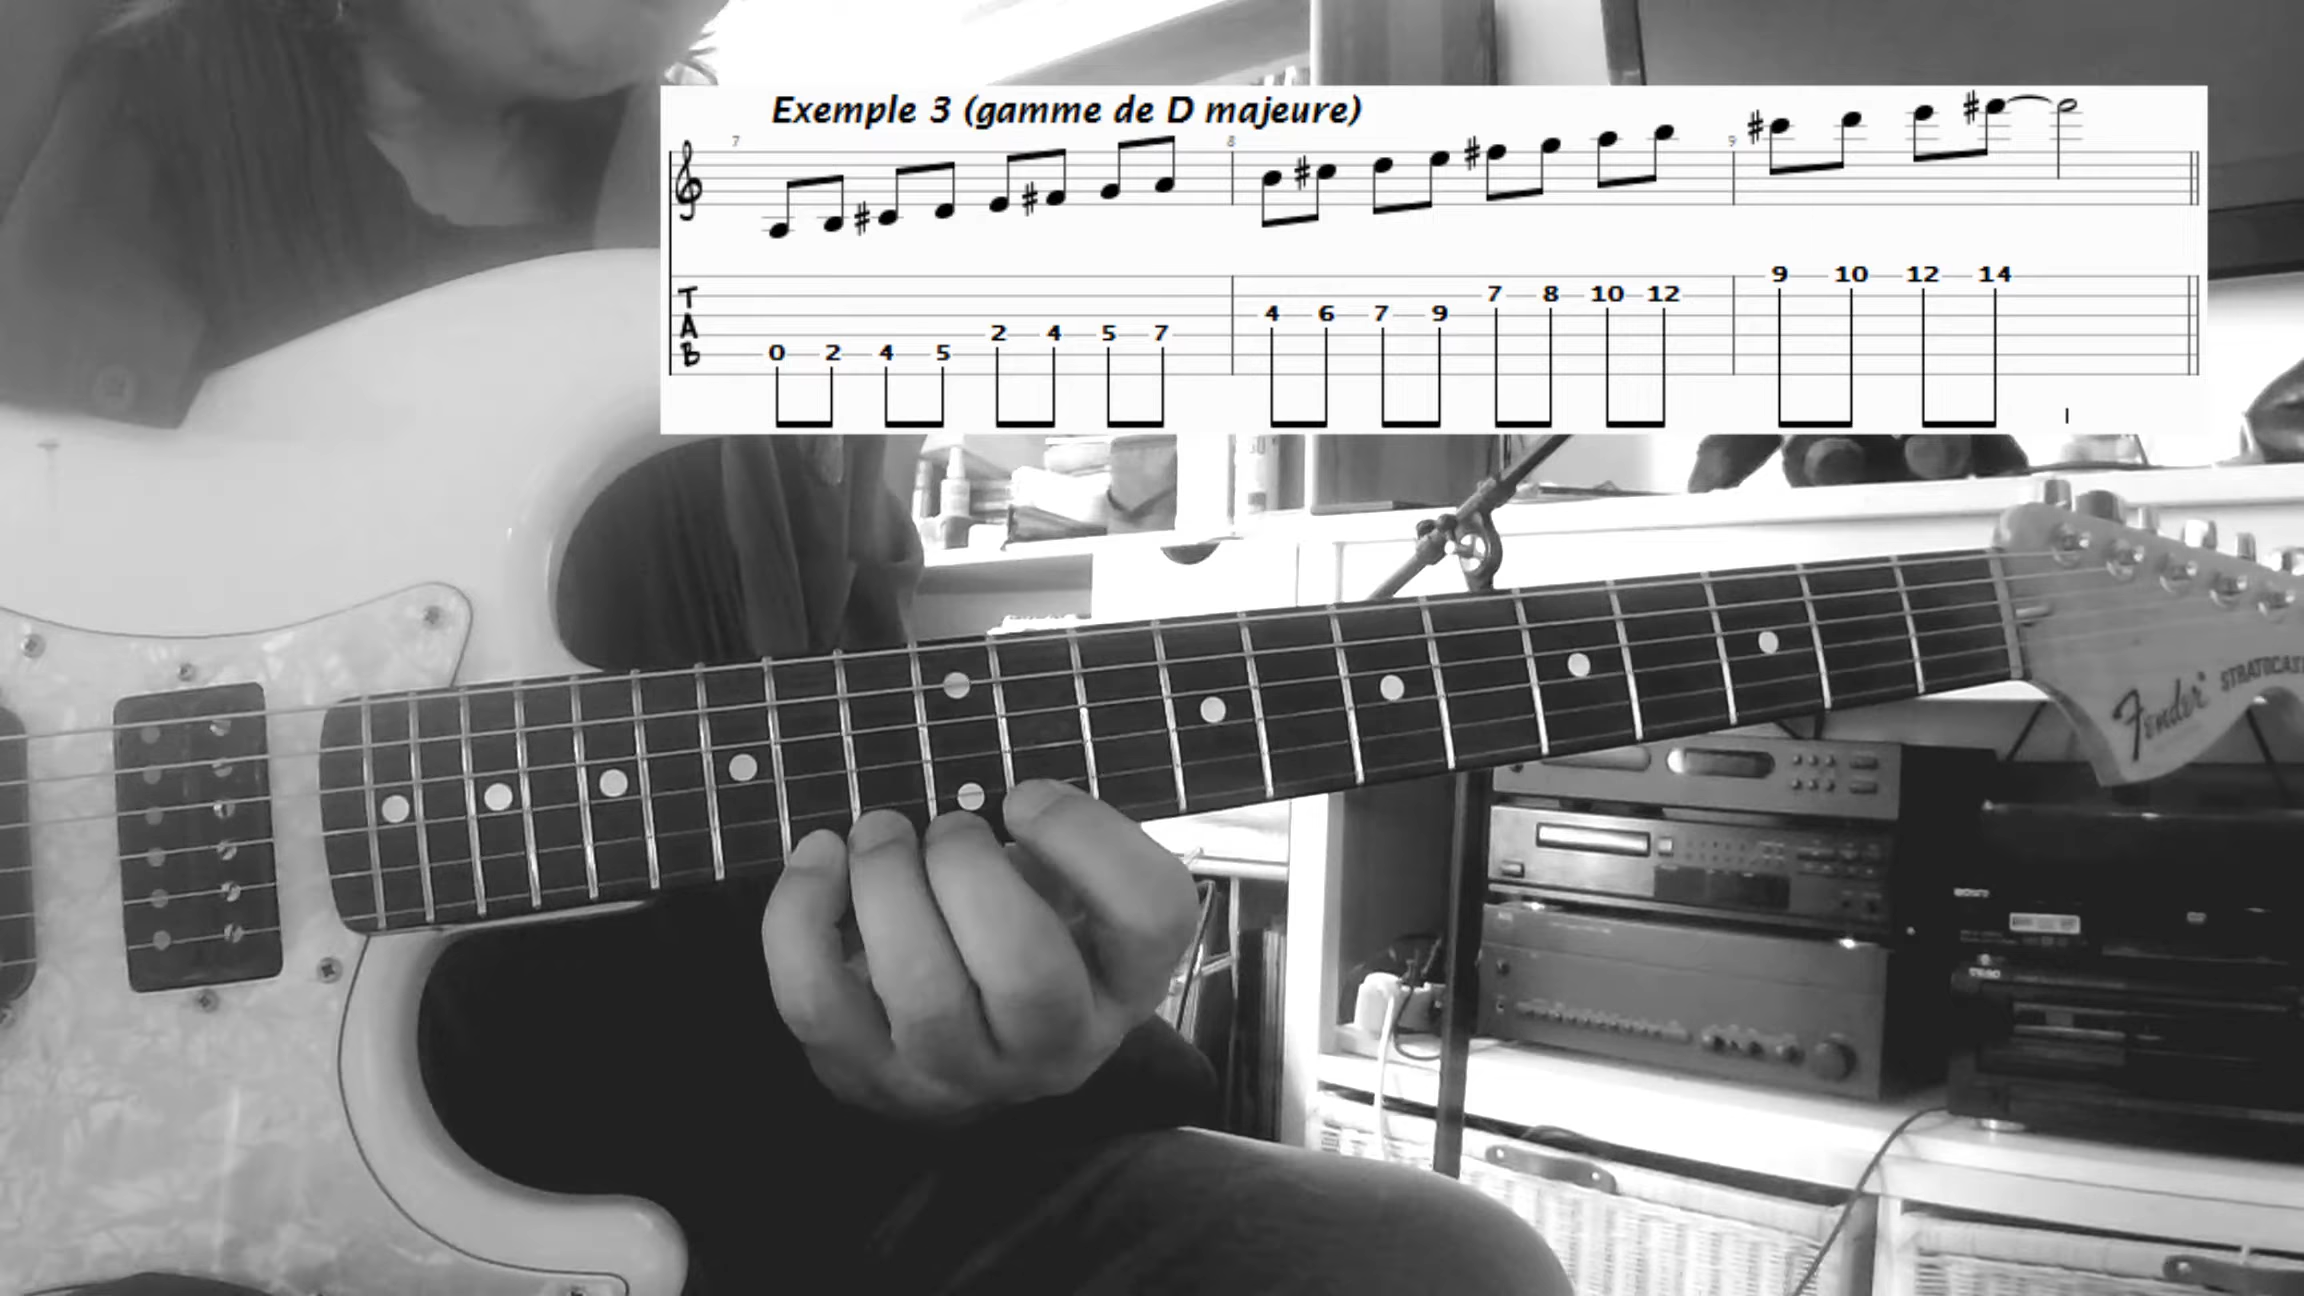 Exemple 3 (gamme de D majeure)
7 8 9
T
A
B
9 10 12 14
7 8 10 12
4 6 7 9
2 4 5 7
0 2 4 5
Fender
SONY